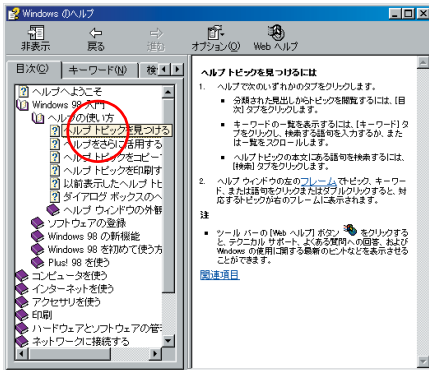 Windows のヘルプ
非表示 戻る 進む オプション(O) Web ヘルプ
目次(C) キーワード(N) 検
ヘルプへようこそ
Windows 98 入門
ヘルプの使い方
ヘルプ トピックを見つける
ヘルプをさらに活用する
ヘルプ トピックをコピー
ヘルプ トピックを印刷す
以前表示したヘルプ ト
ダイアログ ボックスのヘ
ヘルプ ウィンドウの外観
ソフトウェアの登録
Windows 98 の新機能
Windows 98 を初めて使う方
Plus! 98 を使う
コンピュータを使う
インターネットを使う
アクセサリを使う
印刷
ハードウェアとソフトウェアの管
ネットワークに接続する
ヘルプ トピックを見つけるには
1. ヘルプで次のいずれかのタブをクリックします。
■ 分類された見出しからトピックを閲覧するには、[目
次] タブをクリックします。
■ キーワードの一覧を表示するには、[キーワード] タ
ブをクリックし、検索する語句を入力するか、また
は一覧をスクロールします。
■ ヘルプトピックの本文にある語句を検索するには、
[検索] タブをクリックします。
2. ヘルプ ウィンドウの左のフレームでトピック、キーワー
ド、または語句をクリックまたはダブルクリックすると、対
応するトピックが右のフレームに表示されます。
注
■ ツール バーの [Web ヘルプ] ボタン をクリックする
と、テクニカル サポート、よくある質問への回答、および
Windows の使用に関する最新のヒントなどを表示させる
ことができます。
関連項目